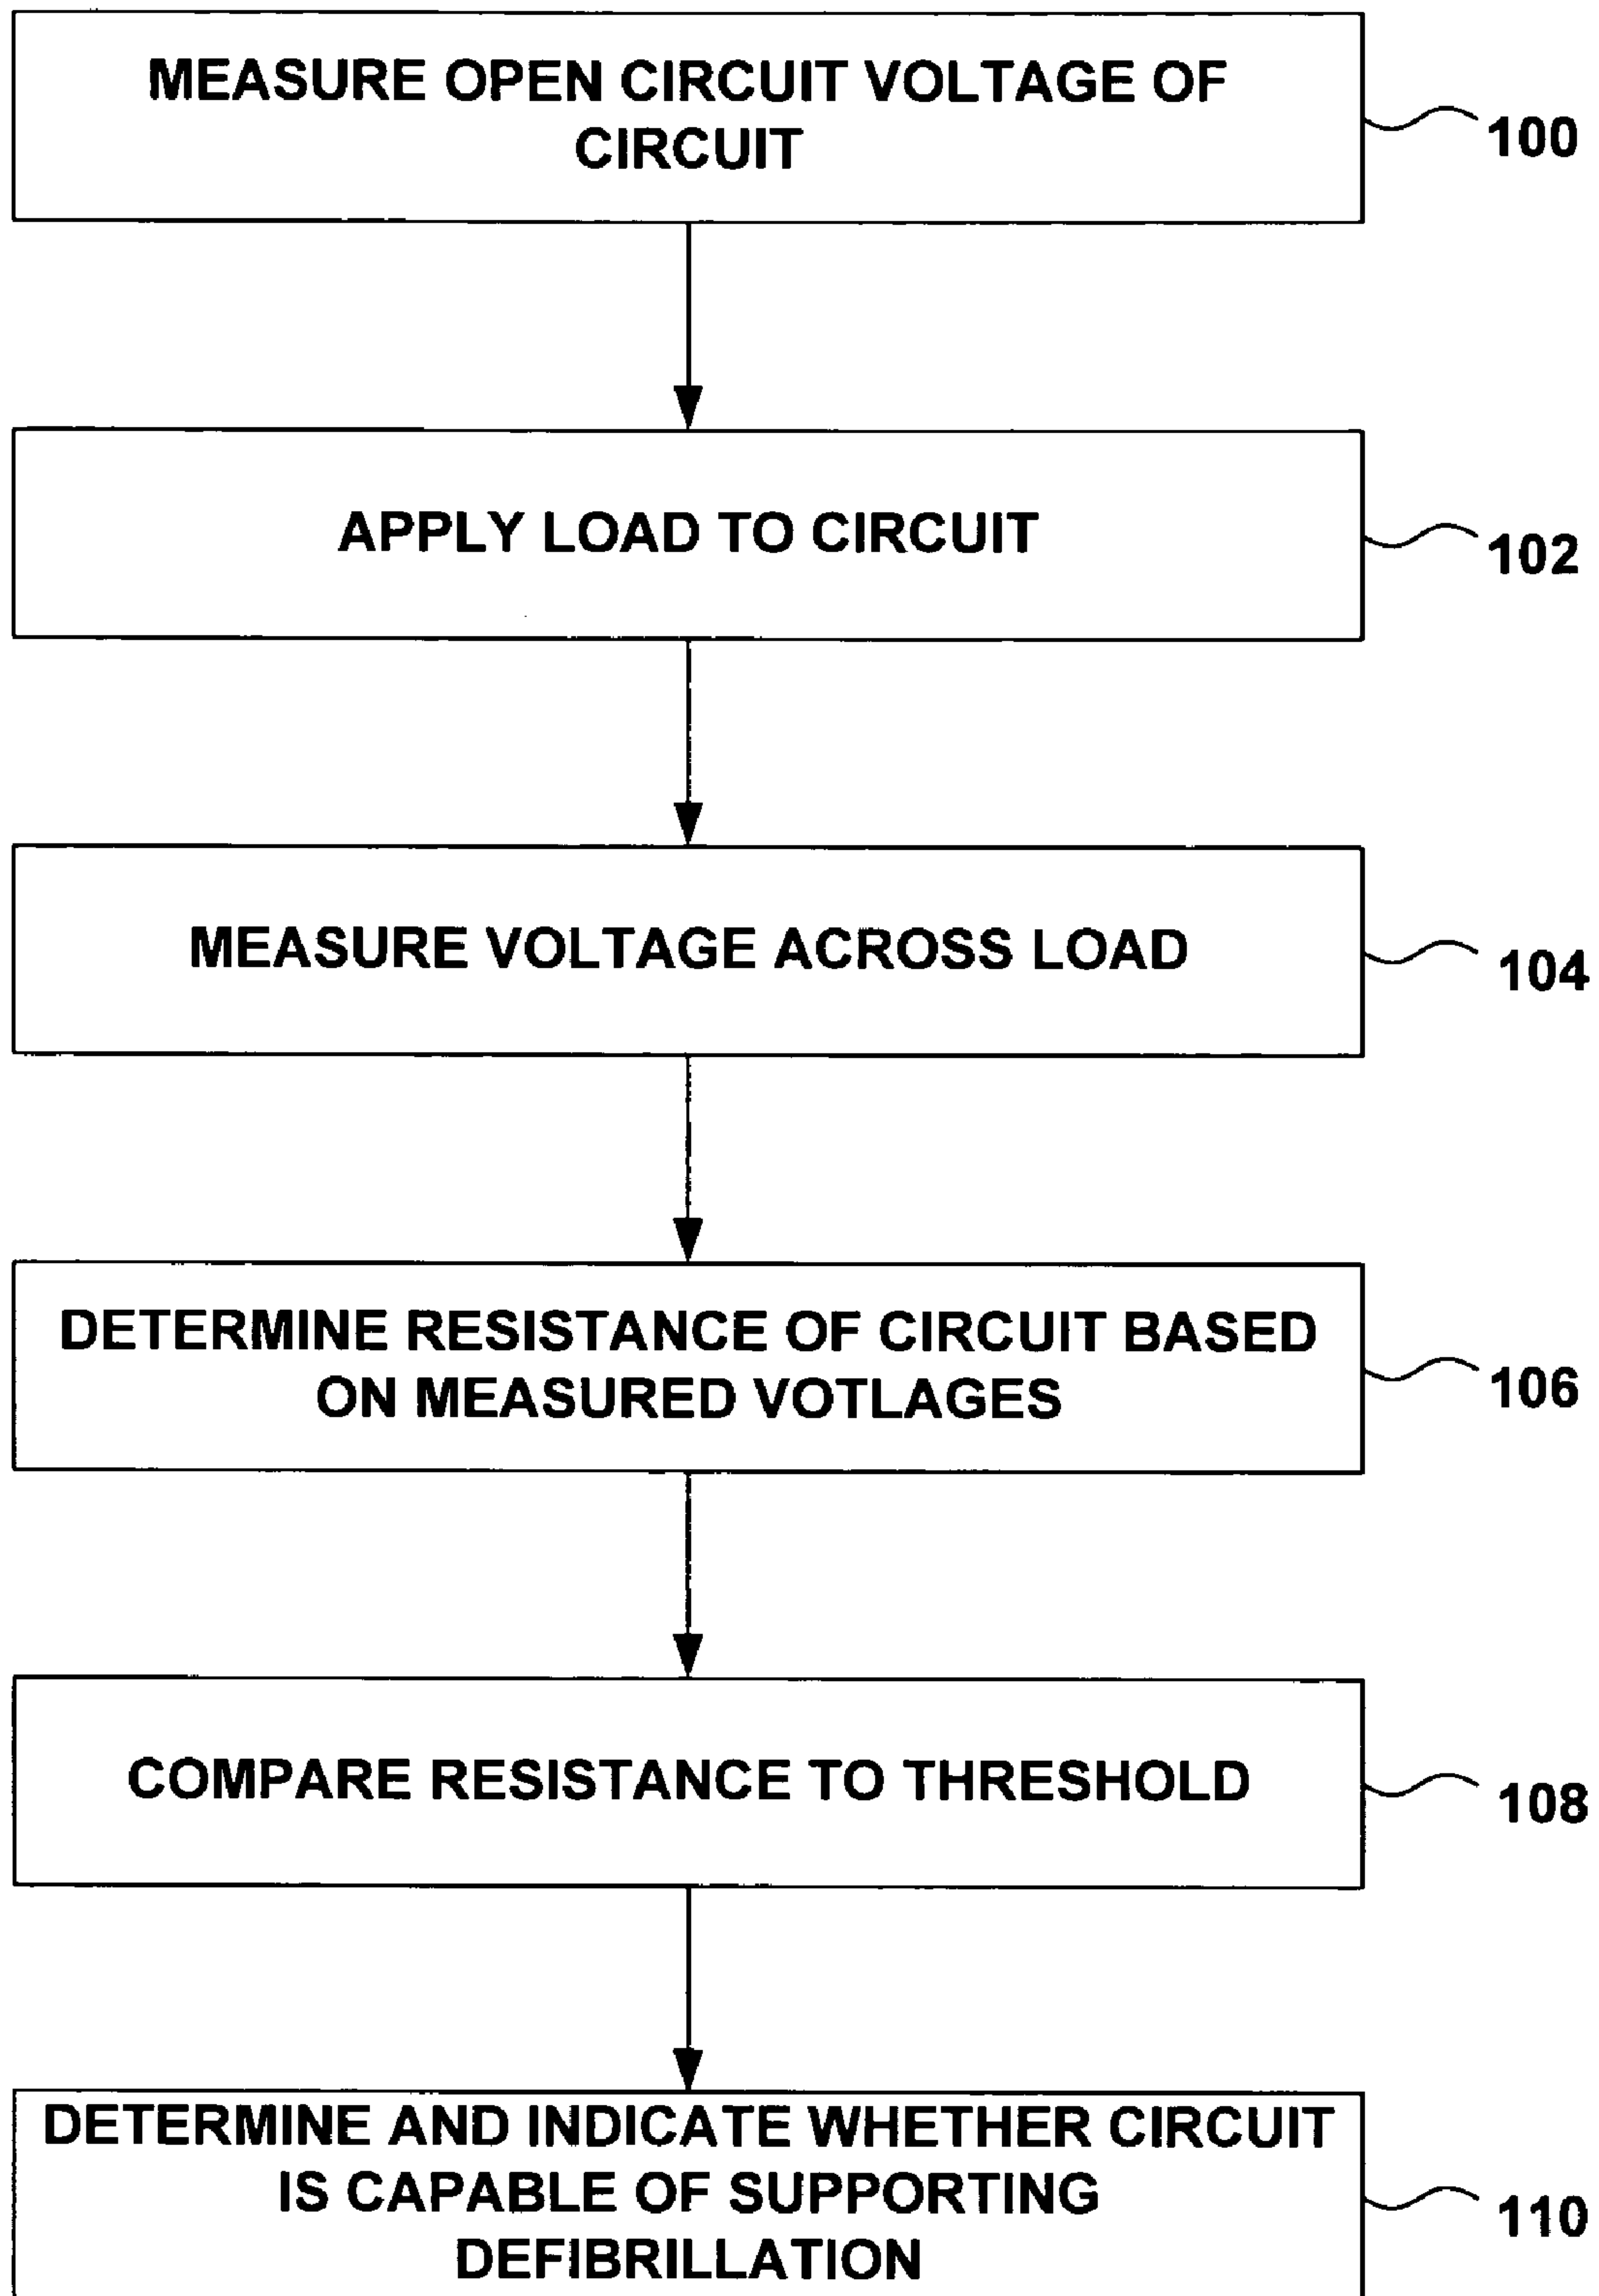 MEASURE OPEN CIRCUIT VOLTAGE OF
CIRCUIT
100
APPLY LOAD TO CIRCUIT
102
MEASURE VOLTAGE ACROSS LOAD
104
DETERMINE RESISTANCE OF CIRCUIT BASED
ON MEASURED VOTLAGES
106
COMPARE RESISTANCE TO THRESHOLD
108
DETERMINE AND INDICATE WHETHER CIRCUIT
IS CAPABLE OF SUPPORTING
DEFIBRILLATION
110